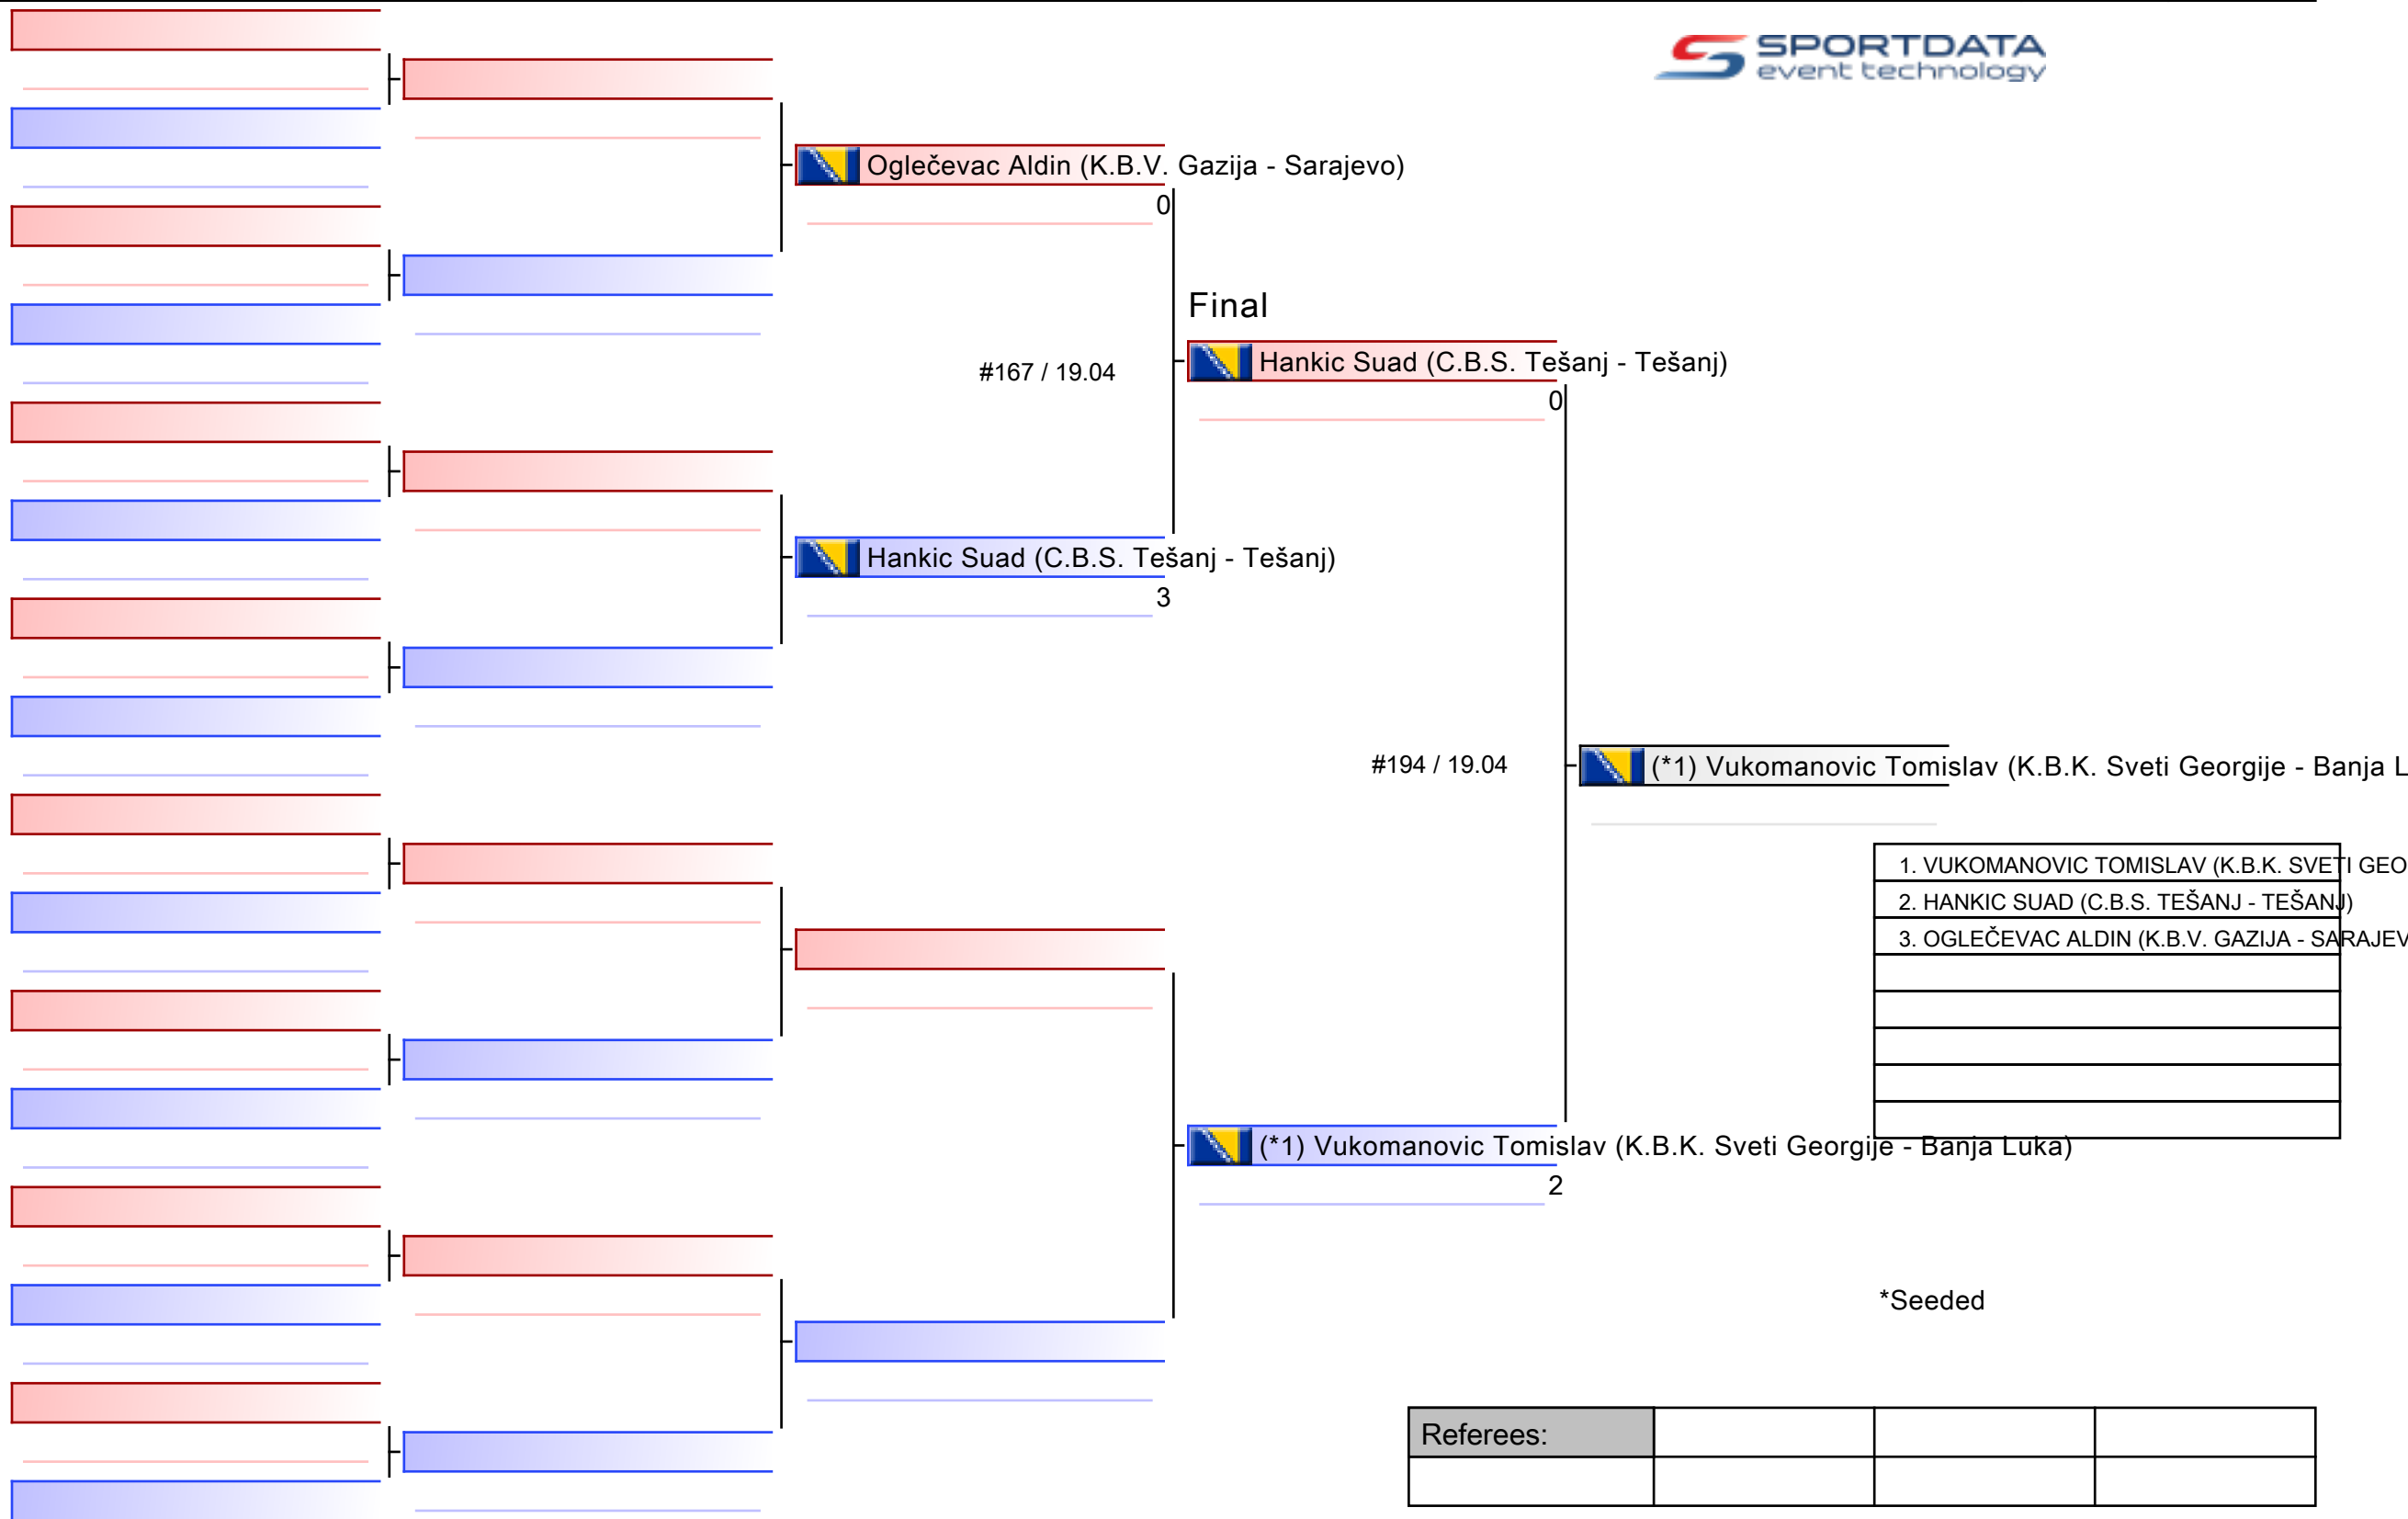 SPORTDATA
event technology
Oglečevac Aldin (K.B.V. Gazija - Sarajevo)
0
Final
#167 / 19.04
Hankic Suad (C.B.S. Tešanj - Tešanj)
0
Hankic Suad (C.B.S. Tešanj - Tešanj)
3
#194 / 19.04
(*1) Vukomanovic Tomislav (K.B.K. Sveti Georgije - Banja L
1. VUKOMANOVIC TOMISLAV (K.B.K. SVETI GEO
2. HANKIC SUAD (C.B.S. TEŠANJ - TEŠANJ)
3. OGLEČEVAC ALDIN (K.B.V. GAZIJA - SARAJEV
(*1) Vukomanovic Tomislav (K.B.K. Sveti Georgije - Banja Luka)
2
*Seeded
Referees: